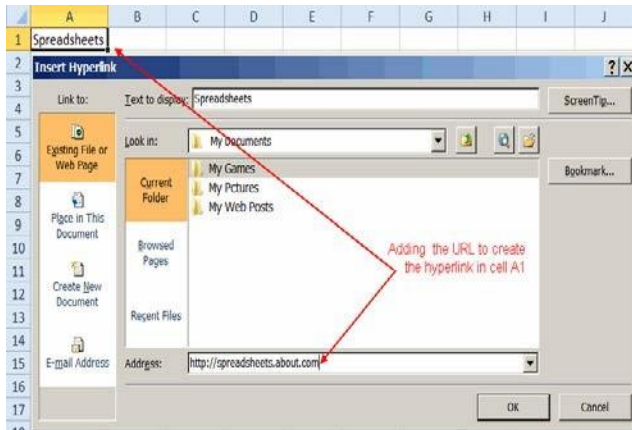 A B C D E F G H I J
1 Spreadsheets
2
Insert Hyperlink ? X
3
Link to: Text to display: Spreadsheets ScreenTip...
4
5
Existing File or Web Page
Look in: My Documents
6
My Games
Bookmark...
7
Current Folder
My Pctures
8
My Web Posts
Place in This Document
9
10
Browsed Pages
Adding the URL to create
the hyperlink in cell A1
11
Create New Document
12
13
Recent Files
14
15
E-mail Address
Address: http://spreadsheets.about.com
16
17
OK Cancel
18